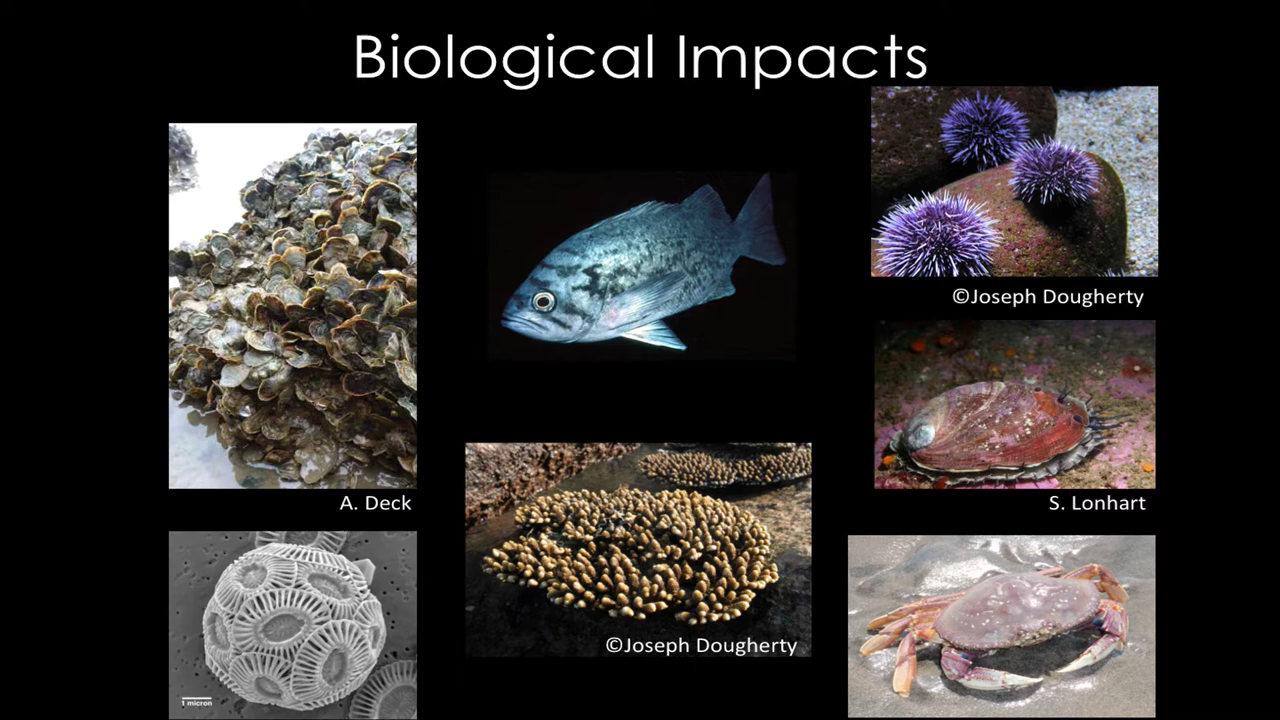 Biological Impacts
©Joseph Dougherty
A. Deck
S. Lonhart
©Joseph Dougherty
1 micron